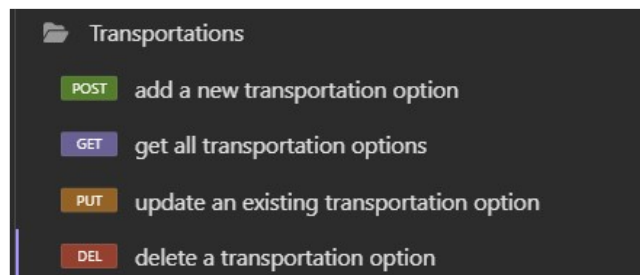 Transportations
POST add a new transportation option
GET get all transportation options
PUT update an existing transportation option
DEL delete a transportation option